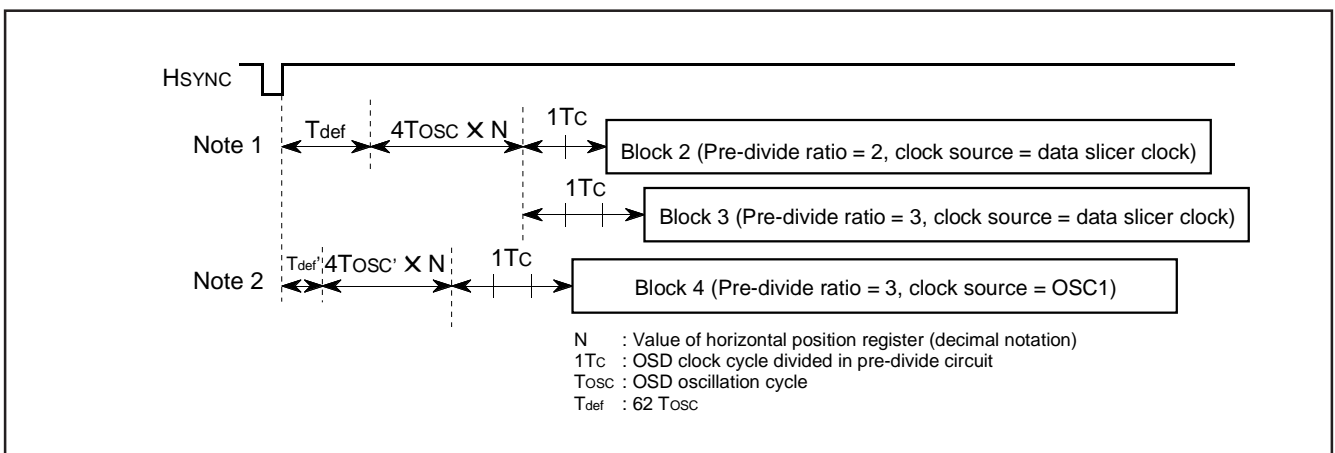 HSYNC
Note 1
Tdef
4TOSC × N
1TC
Block 2 (Pre-divide ratio = 2, clock source = data slicer clock)
1TC
Block 3 (Pre-divide ratio = 3, clock source = data slicer clock)
Note 2
Tdef'
4TOSC' × N
1TC
Block 4 (Pre-divide ratio = 3, clock source = OSC1)
N : Value of horizontal position register (decimal notation)
1TC : OSD clock cycle divided in pre-divide circuit
TOSC : OSD oscillation cycle
Tdef : 62 TOSC